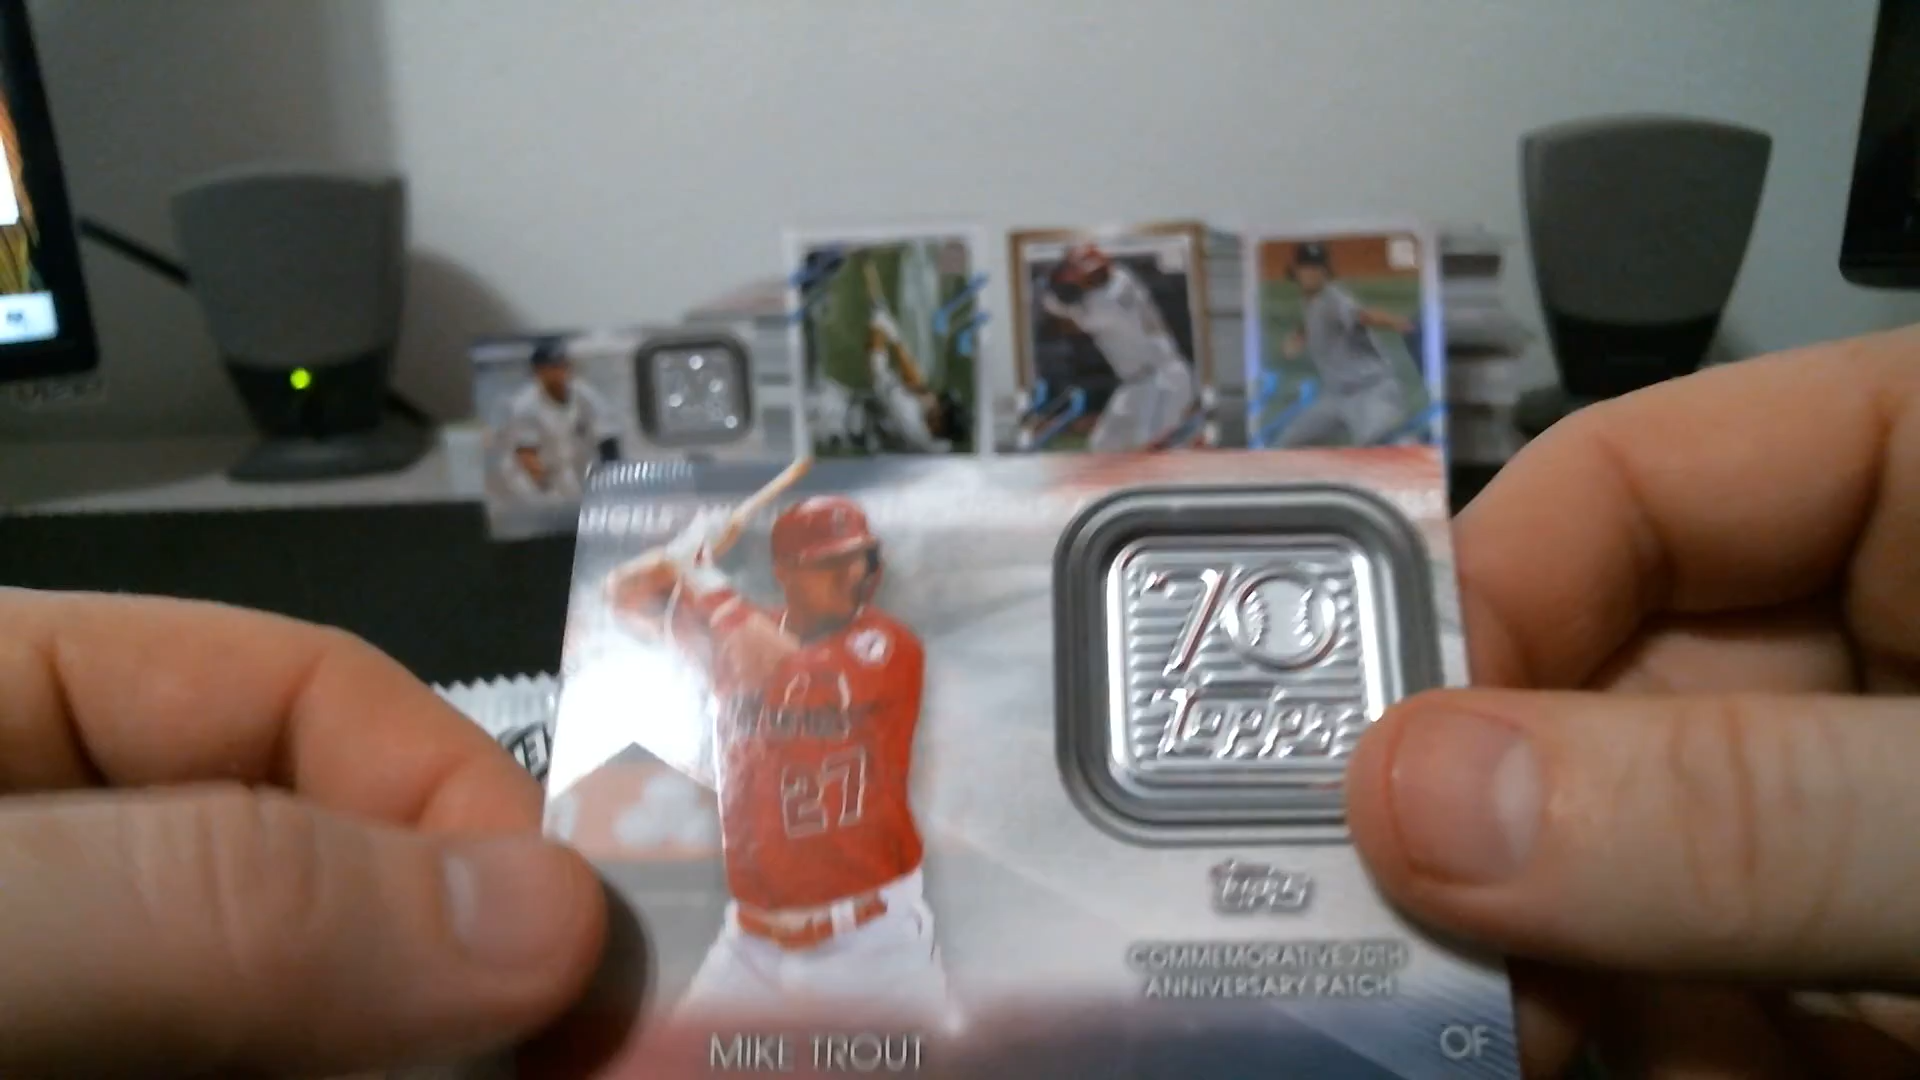 70
Topps
27
Topps
COMMEMORATIVE 70TH
ANNIVERSARY PATCH
MIKE TROUT
OF